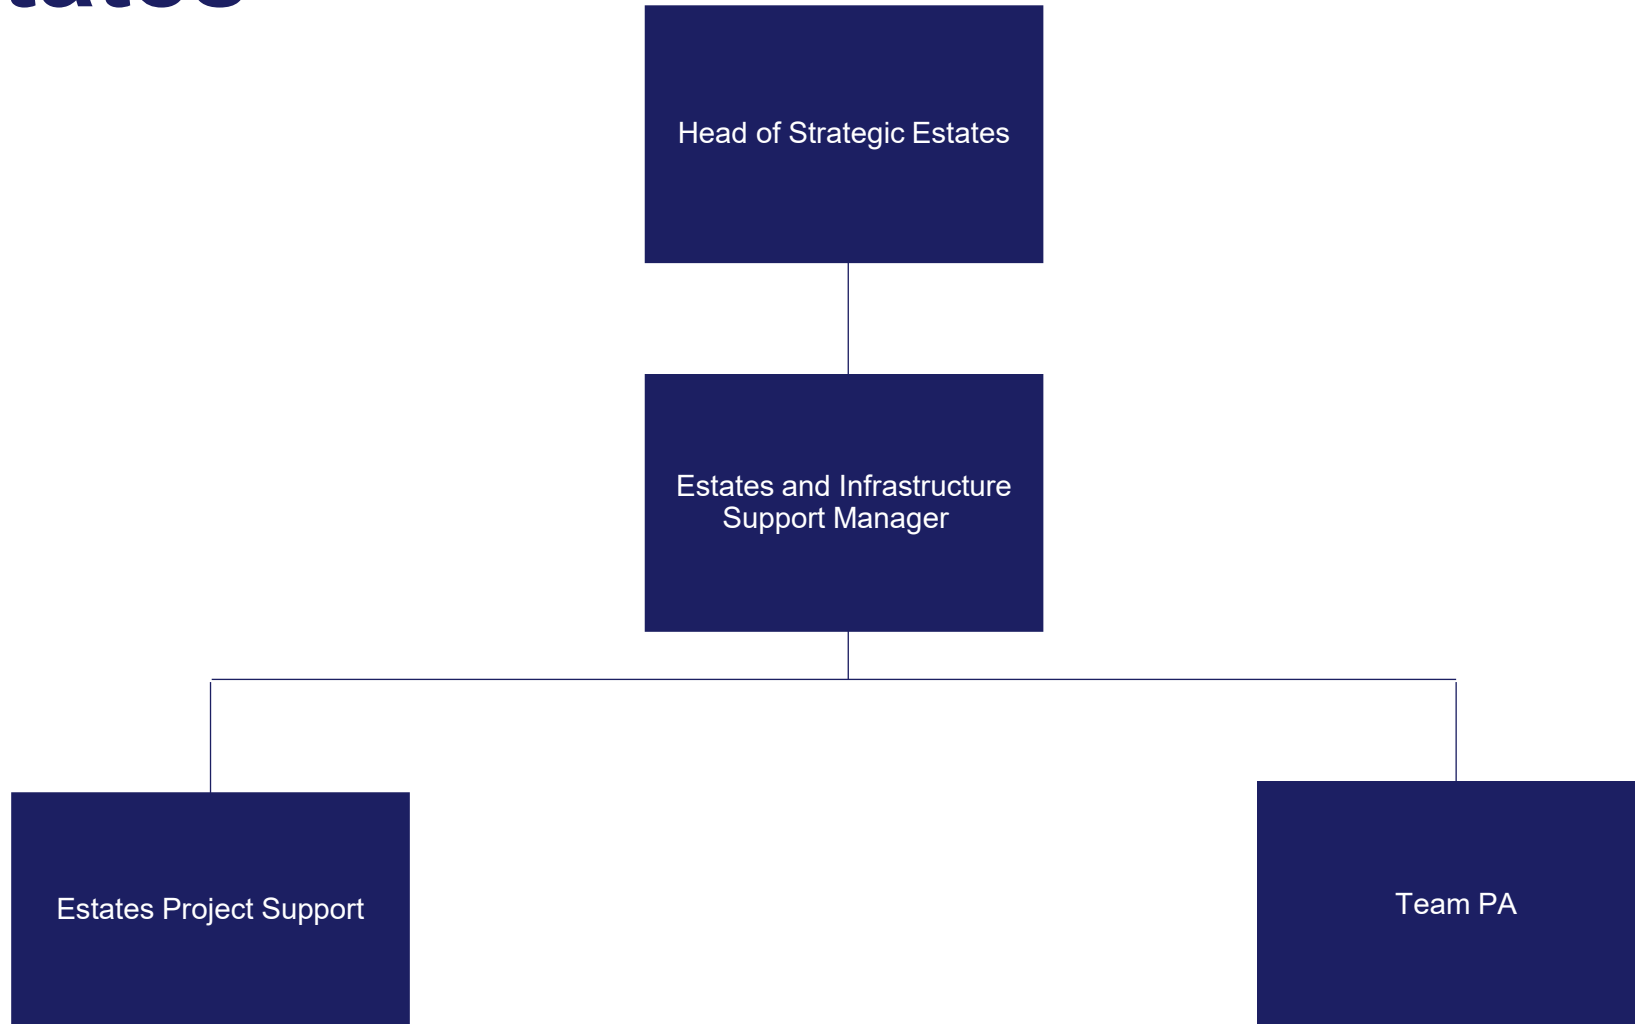 Head of Strategic Estates
Estates and Infrastructure
Support Manager
Estates Project Support
Team PA